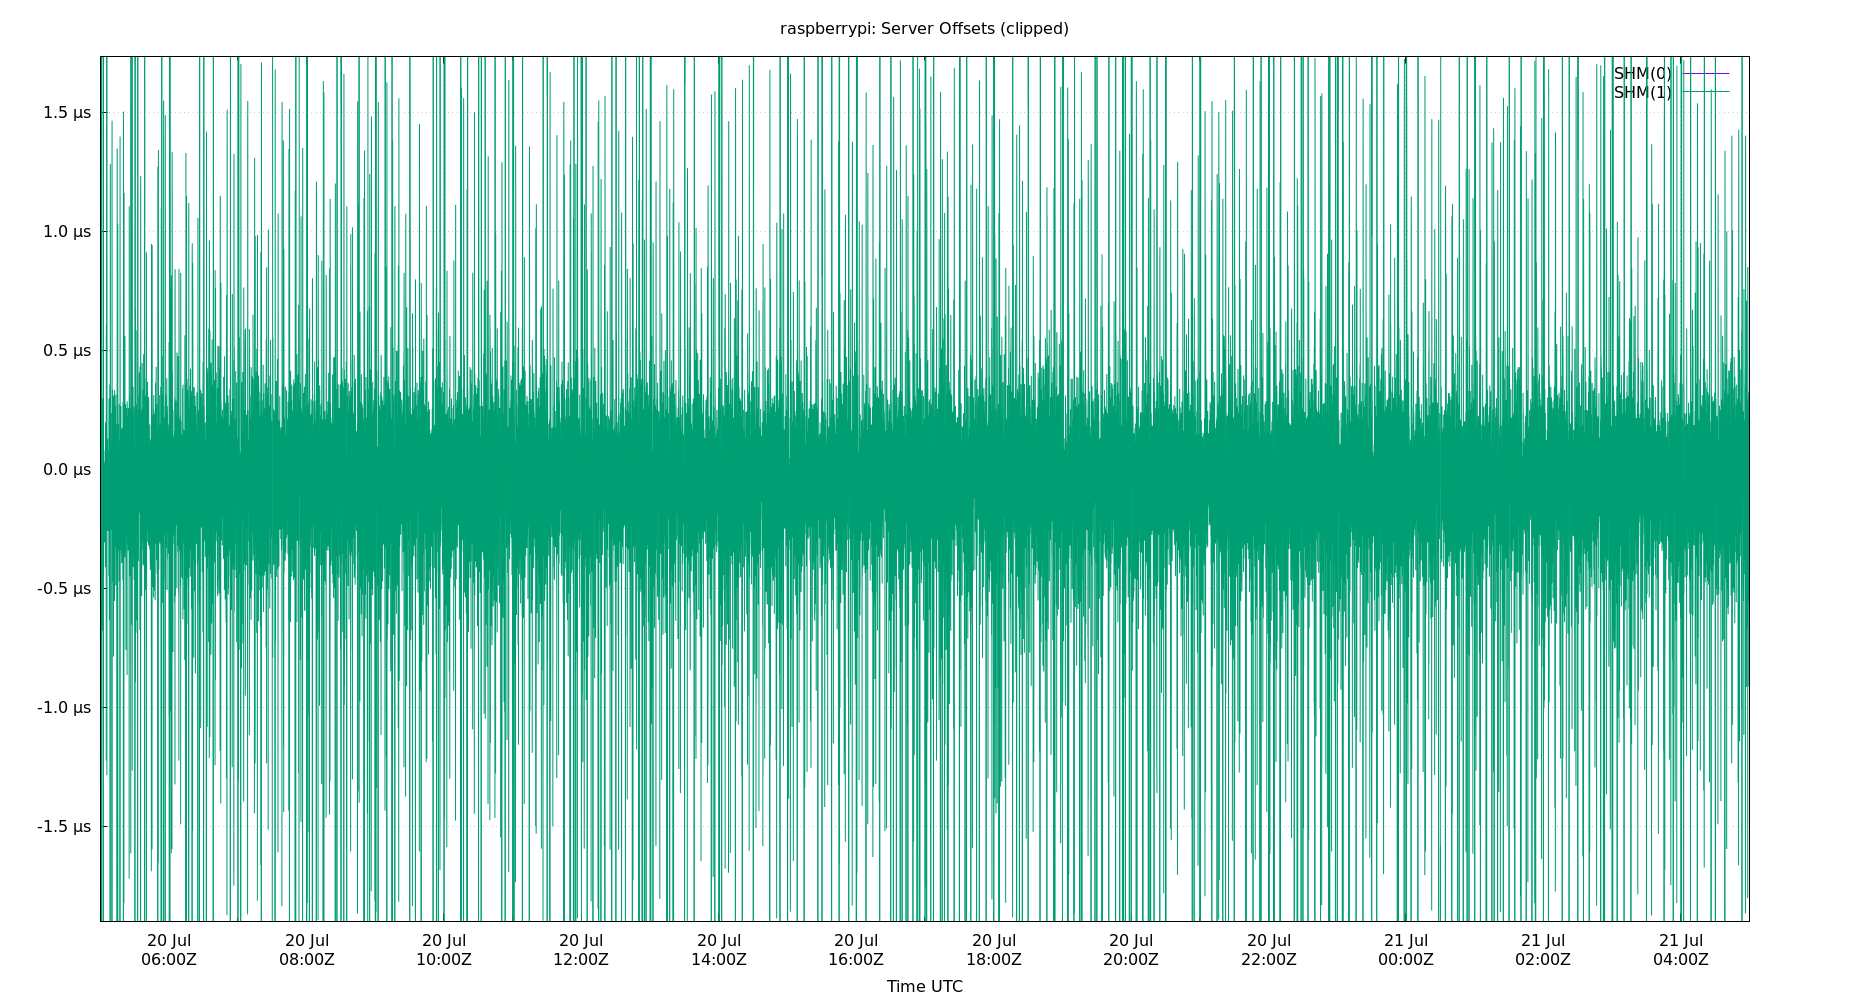 raspberrypi: Server Offsets (clipped)
SHM(0)
SHM(1)
1.5 µs
1.0 µs
0.5 µs
0.0 µs
-0.5 µs
-1.0 µs
-1.5 µs
20 Jul 20 Jul 20 Jul 20 Jul 20 Jul 20 Jul 20 Jul 20 Jul 20 Jul 21 Jul 21 Jul 21 Jul
06:00Z 08:00Z 10:00Z 12:00Z 14:00Z 16:00Z 18:00Z 20:00Z 22:00Z 00:00Z 02:00Z 04:00Z
Time UTC